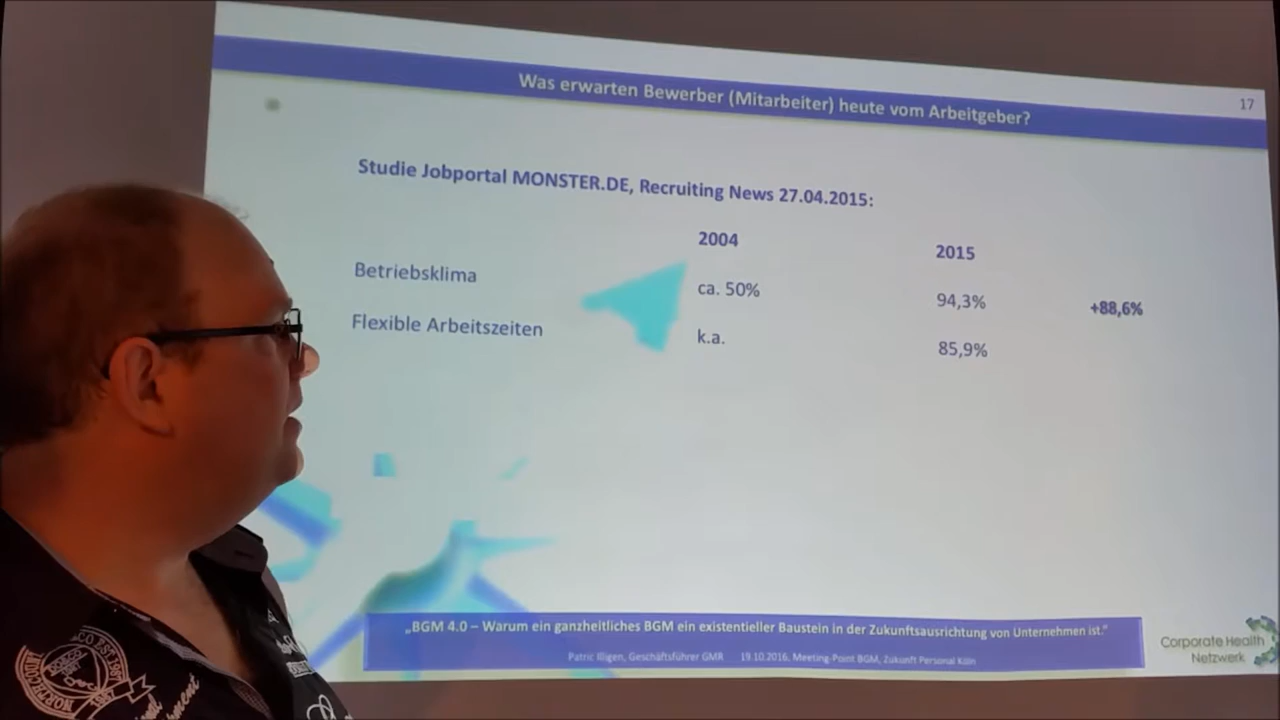 17
Was erwarten Bewerber (Mitarbeiter) heute vom Arbeitgeber?
Studie Jobportal MONSTER.DE, Recruiting News 27.04.2015:
2004 2015
Betriebsklima ca. 50% 94,3% +88,6%
Flexible Arbeitszeiten k.a. 85,9%
„BGM 4.0 – Warum ein ganzheitliches BGM ein existentieller Baustein in der Zukunftsausrichtung von Unternehmen ist.“
Patric Illigen, Geschäftsführer GMR 19.10.2016, Meeting-Point BGM, Zukunft Personal Köln
Corporate Health
Netzwerk